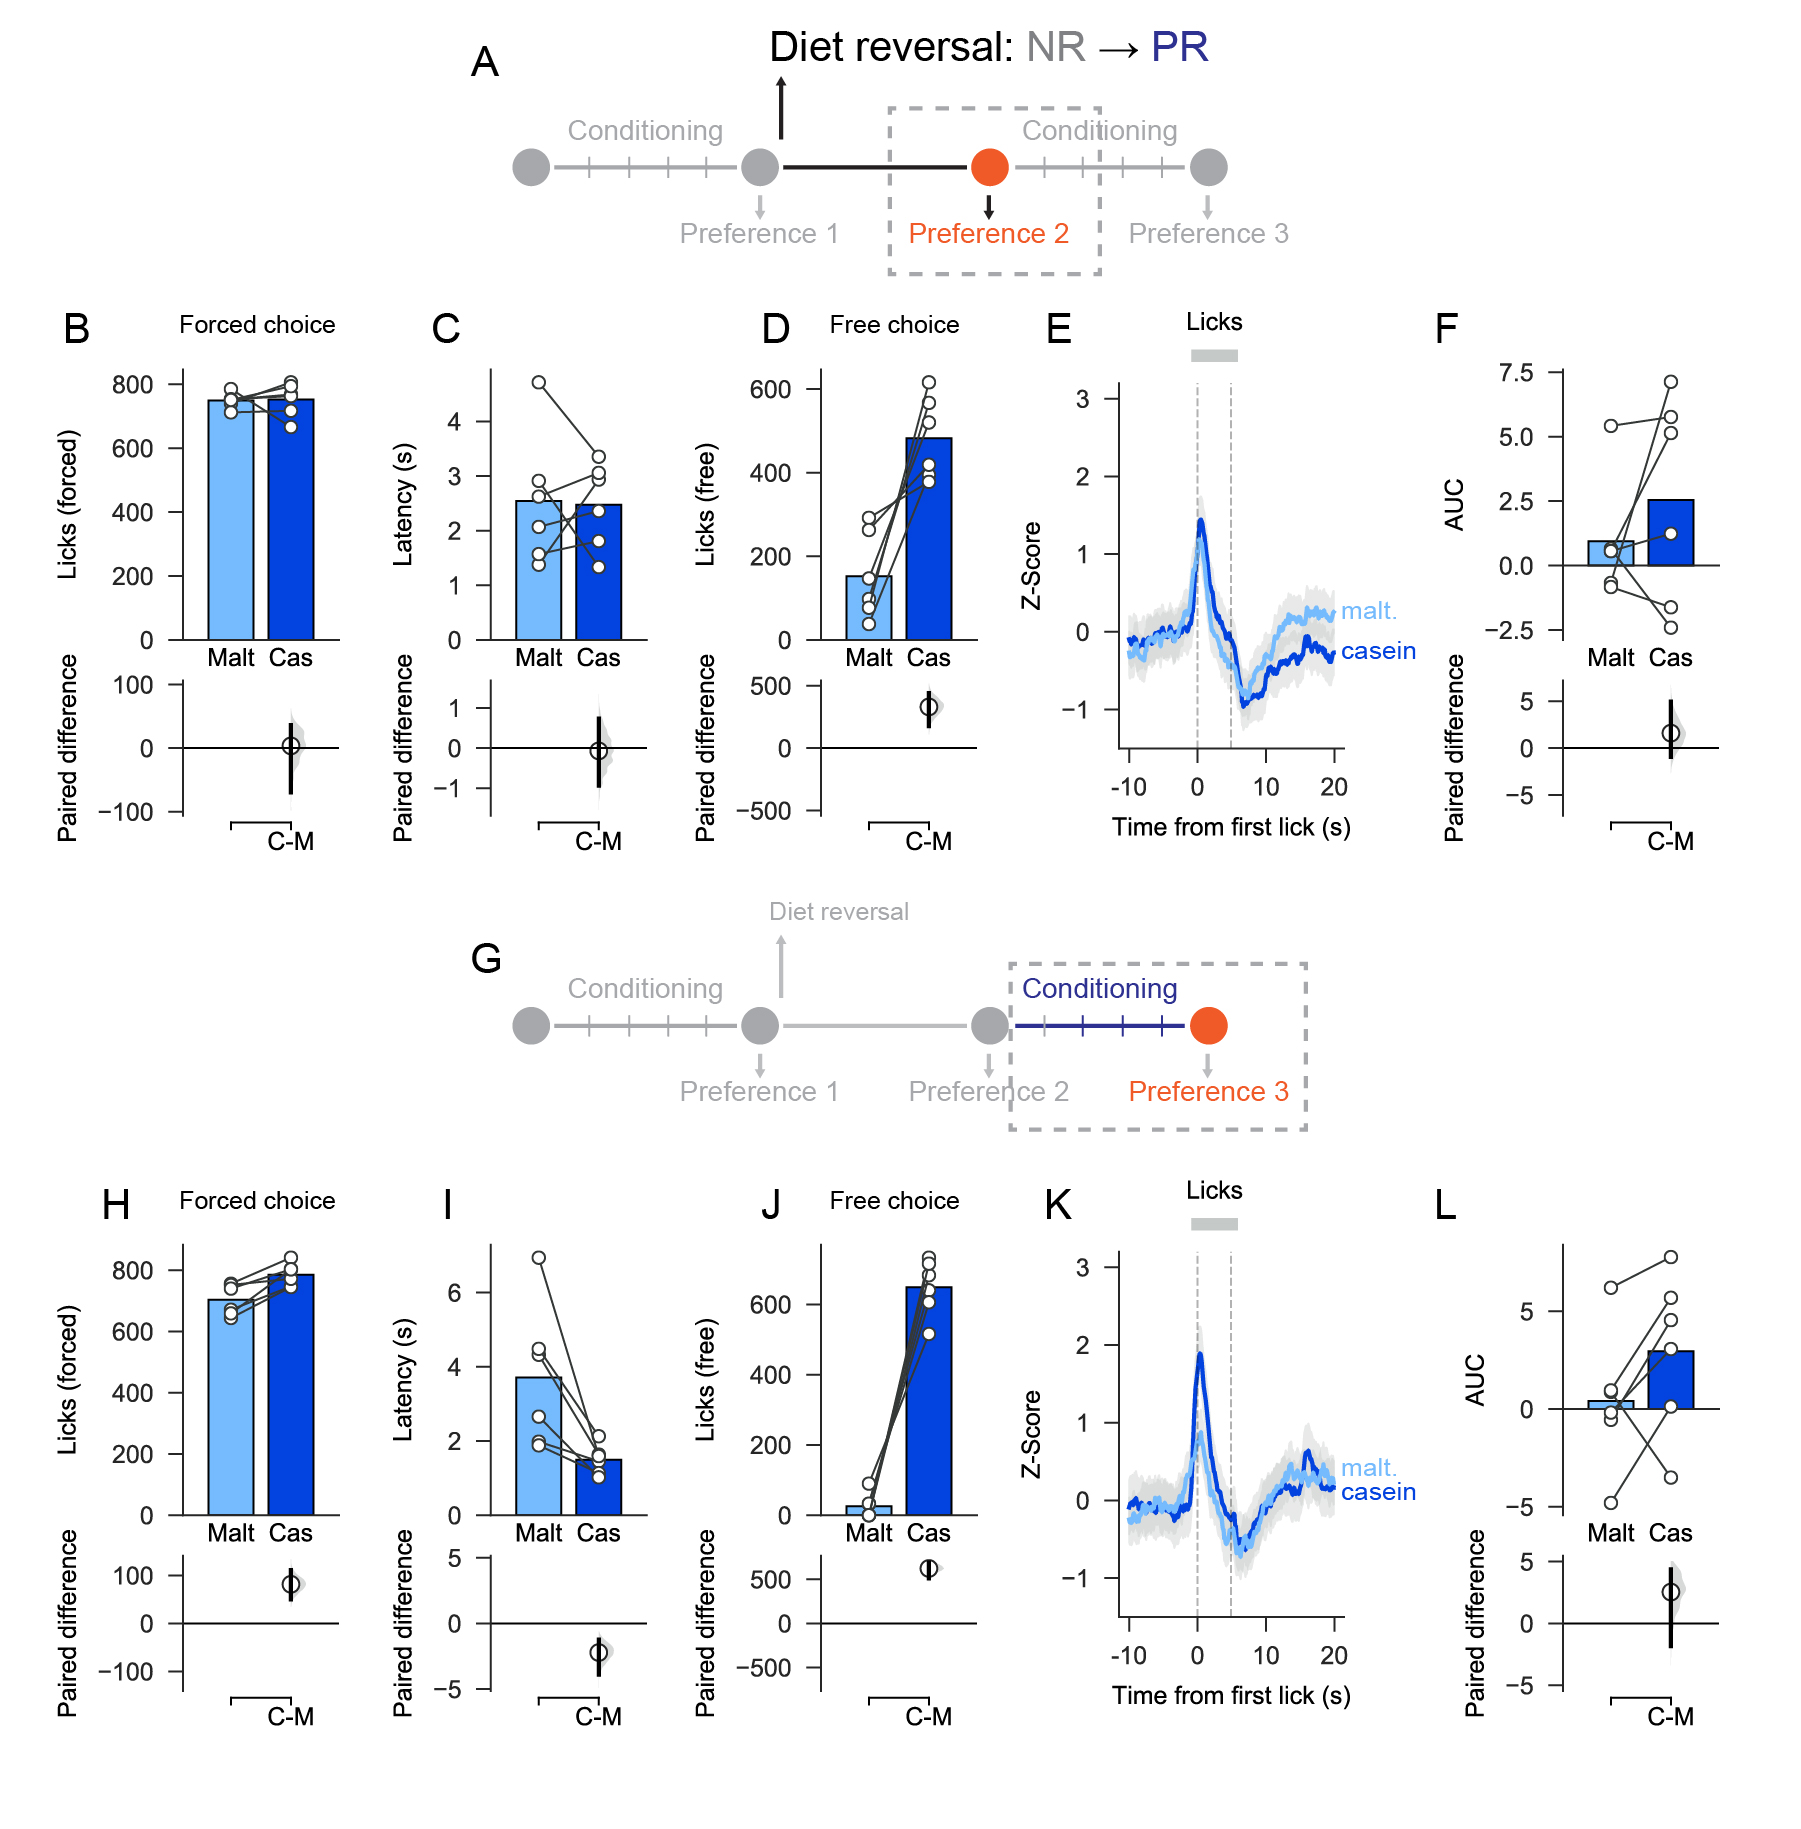 A
Diet reversal: NR → PR
Conditioning
Conditioning
Preference 1
Preference 2
Preference 3
B
Forced choice
Licks (forced)
800
600
400
200
0
Malt Cas
Paired difference
100
0
−100
C-M
C
Latency (s)
4
3
2
1
0
Paired difference
1
0
−1
C-M
D
Free choice
Licks (free)
600
400
200
0
Malt Cas
Paired difference
500
0
−500
C-M
E
Licks
Z-Score
3
2
1
0
−1
malt.
casein
-10 0 10 20
Time from first lick (s)
F
AUC
7.5
5.0
2.5
0.0
−2.5
Malt Cas
Paired difference
5
0
−5
C-M
G
Diet reversal
Conditioning
Conditioning
Preference 1
Preference 2
Preference 3
H
Forced choice
Licks (forced)
800
600
400
200
0
Malt Cas
Paired difference
100
0
−100
C-M
I
Latency (s)
6
4
2
0
Paired difference
5
0
−5
C-M
J
Free choice
Licks (free)
600
400
200
0
Malt Cas
Paired difference
500
0
−500
C-M
K
Licks
Z-Score
3
2
1
0
−1
malt.
casein
-10 0 10 20
Time from first lick (s)
L
AUC
5
0
−5
Malt Cas
Paired difference
5
0
−5
C-M